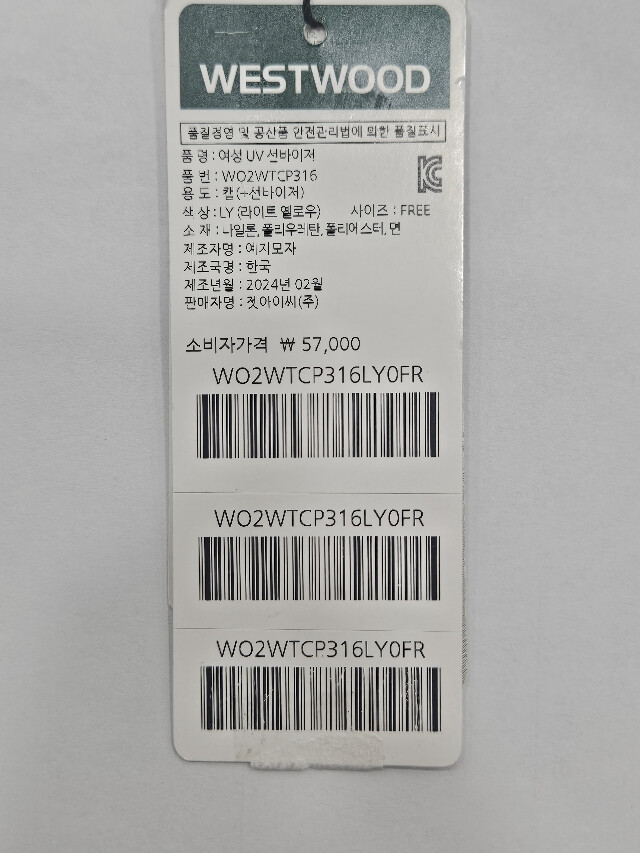 WESTWOOD
품질경영 및 공산품 안전관리법에 의한 품질표시
품 명 : 여성 UV 선바이저
품 번 : WO2WTCP316
용 도 : 캡(+선바이저)
색 상 : LY (라이트 옐로우) 사이즈 : FREE
소 재 : 나일론, 폴리우레탄, 폴리에스터, 면
제조자명 : 예지모자
제조국명 : 한국
제조년월 : 2024년 02월
판매자명 : 젯아이씨(주)
소비자가격 ₩ 57,000
WO2WTCP316LY0FR
WO2WTCP316LY0FR
WO2WTCP316LY0FR